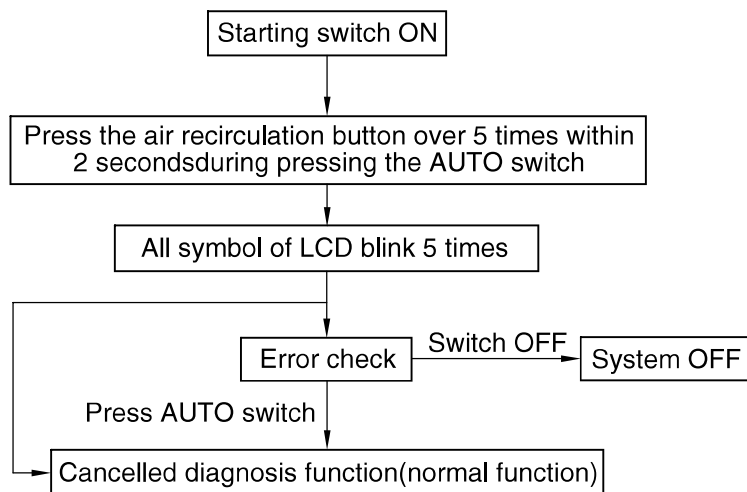 Starting switch ON
Press the air recirculation button over 5 times within
2 secondsduring pressing the AUTO switch
All symbol of LCD blink 5 times
Error check
Switch OFF
System OFF
Press AUTO switch
Cancelled diagnosis function(normal function)